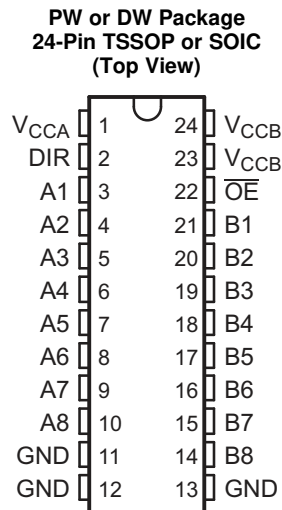 PW or DW Package
24-Pin TSSOP or SOIC
(Top View)
VCCA 1 24 VCCB
DIR 2 23 VCCB
A1 3 22 O̅E̅
A2 4 21 B1
A3 5 20 B2
A4 6 19 B3
A5 7 18 B4
A6 8 17 B5
A7 9 16 B6
A8 10 15 B7
GND 11 14 B8
GND 12 13 GND